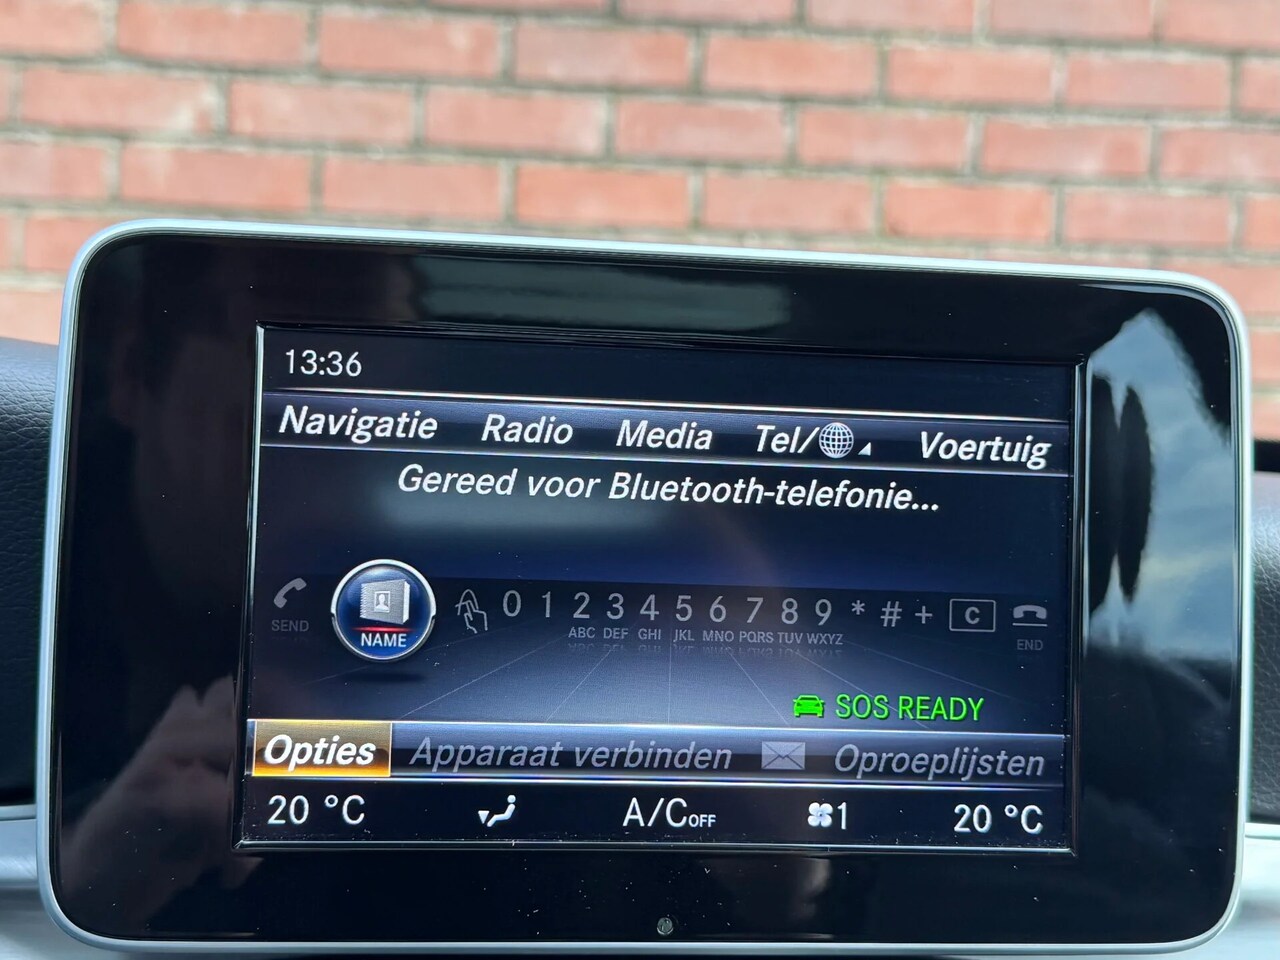 13:36
Navigatie Radio Media Tel/ Voertuig
Gereed voor Bluetooth-telefonie...
0 1 2 3 4 5 6 7 8 9 * # + C
SEND NAME ABC DEF GHI JKL MNO PQRS TUV WXYZ END
SOS READY
Opties Apparaat verbinden Oproeplijsten
20 °C A/C OFF 1 20 °C